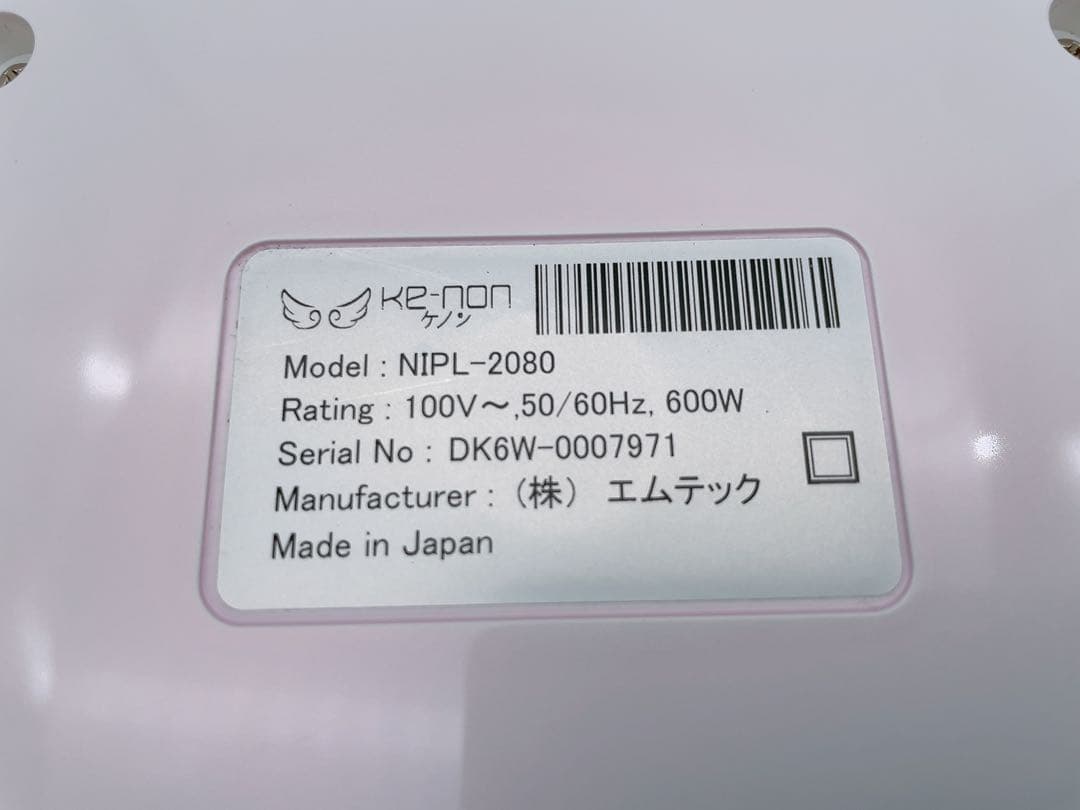 ke-non
ケノン
Model : NIPL-2080
Rating : 100V～,50/60Hz, 600W
Serial No : DK6W-0007971
Manufacturer : （株） エムテック
Made in Japan